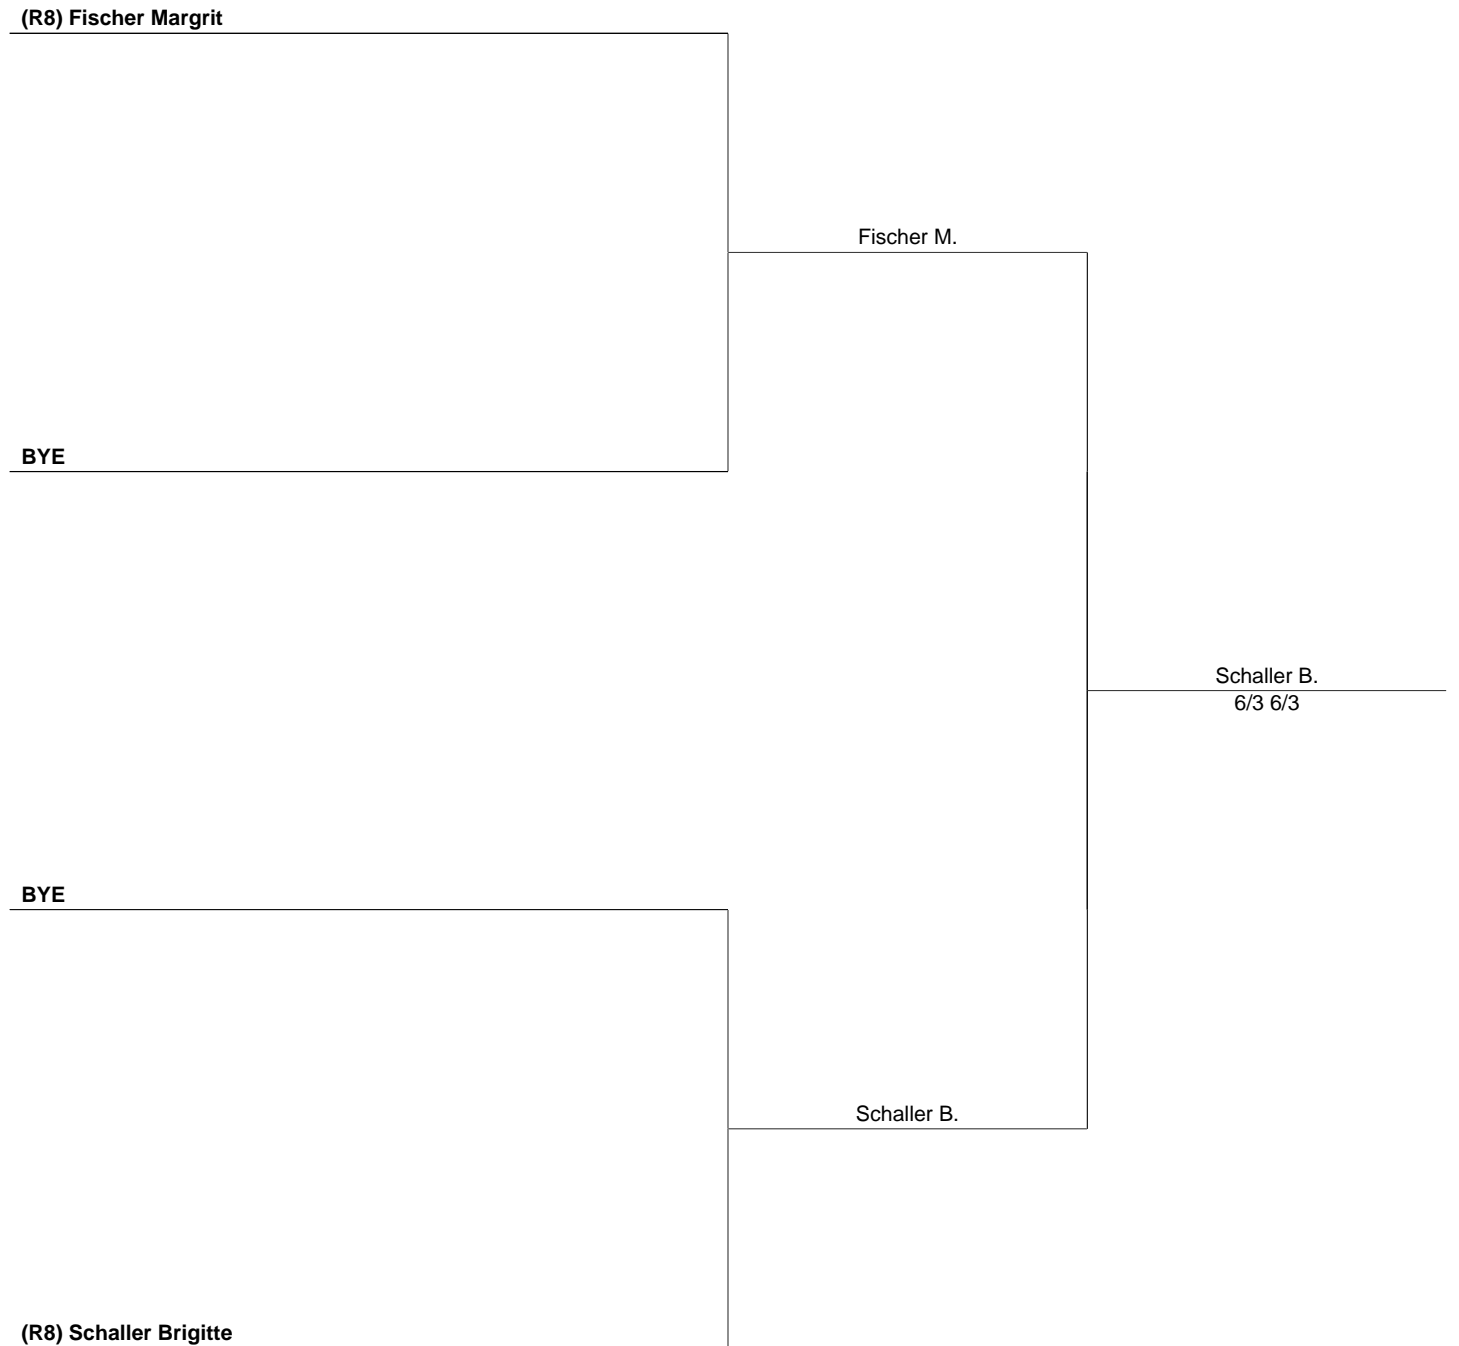 (R8) Fischer Margrit
Fischer M.
BYE
Schaller B.
6/3 6/3
BYE
Schaller B.
(R8) Schaller Brigitte